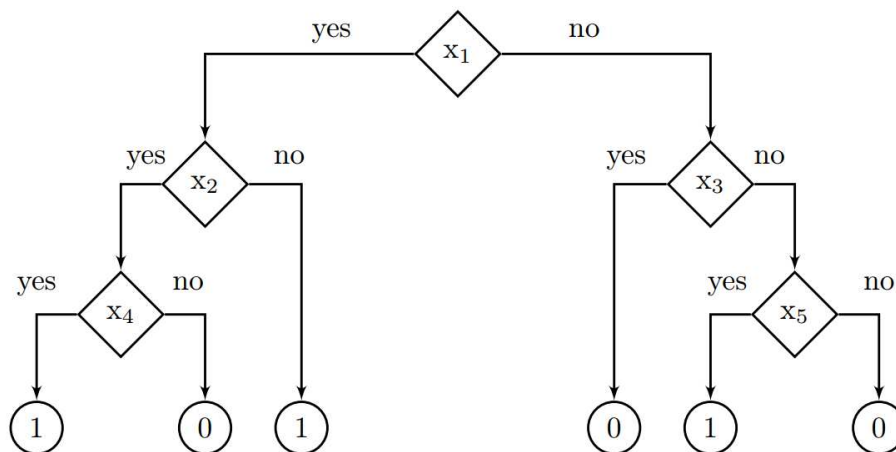 yes x₁ no
yes x₂ no yes x₃ no
yes x₄ no yes x₅ no
1 0 1 0 1 0